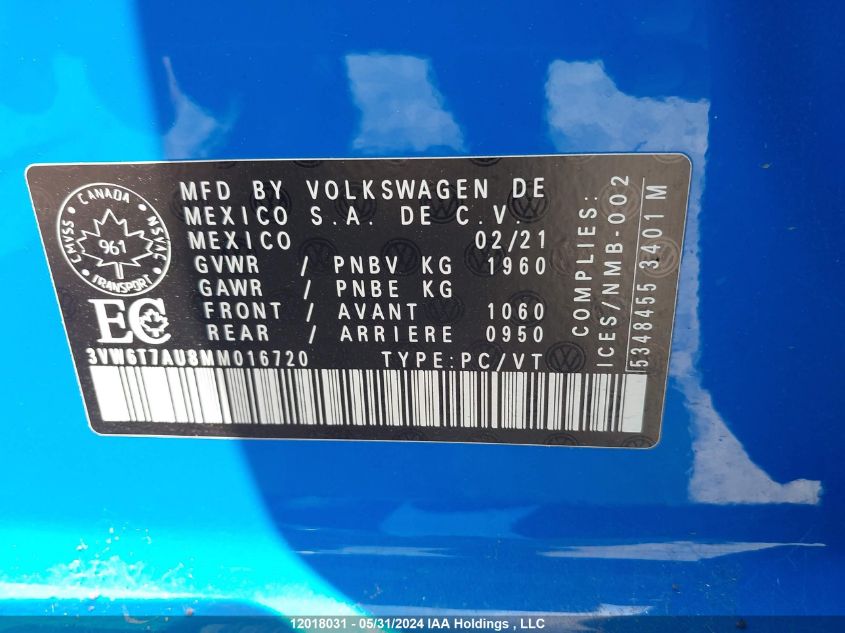 CANADA
CMVSS
NSVAC
961
TRANSPORT
EC
MFD BY VOLKSWAGEN DE
MEXICO S.A. DE C.V
MEXICO 02/21
GVWR / PNBV KG 1960
GAWR / PNBE KG
FRONT / AVANT 1060
REAR / ARRIERE 0950
3VW6T7AU8MM016720 TYPE:PC/VT
COMPLIES:
ICES/NMB-002
5348455 3401 M
12018031 - 05/31/2024 IAA Holdings , LLC